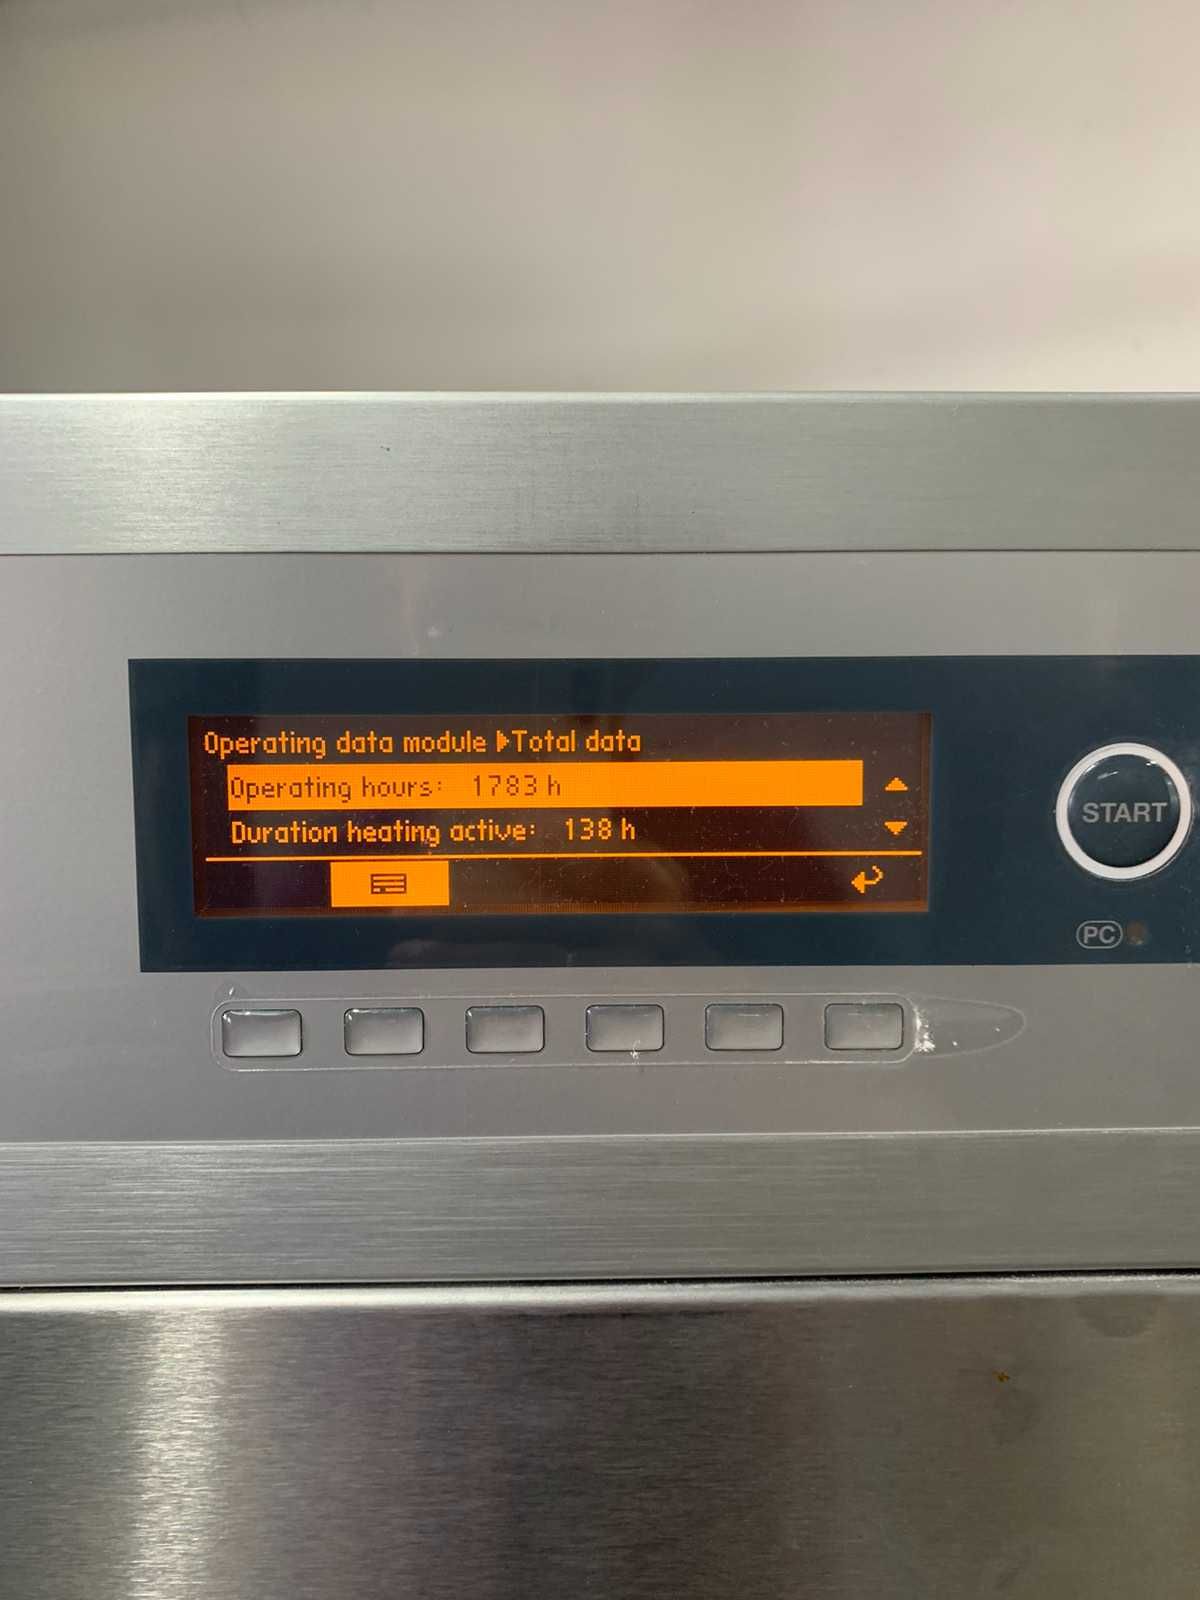 Operating data module ▶Total data
Operating hours: 1783 h
Duration heating active: 138 h
START
PC